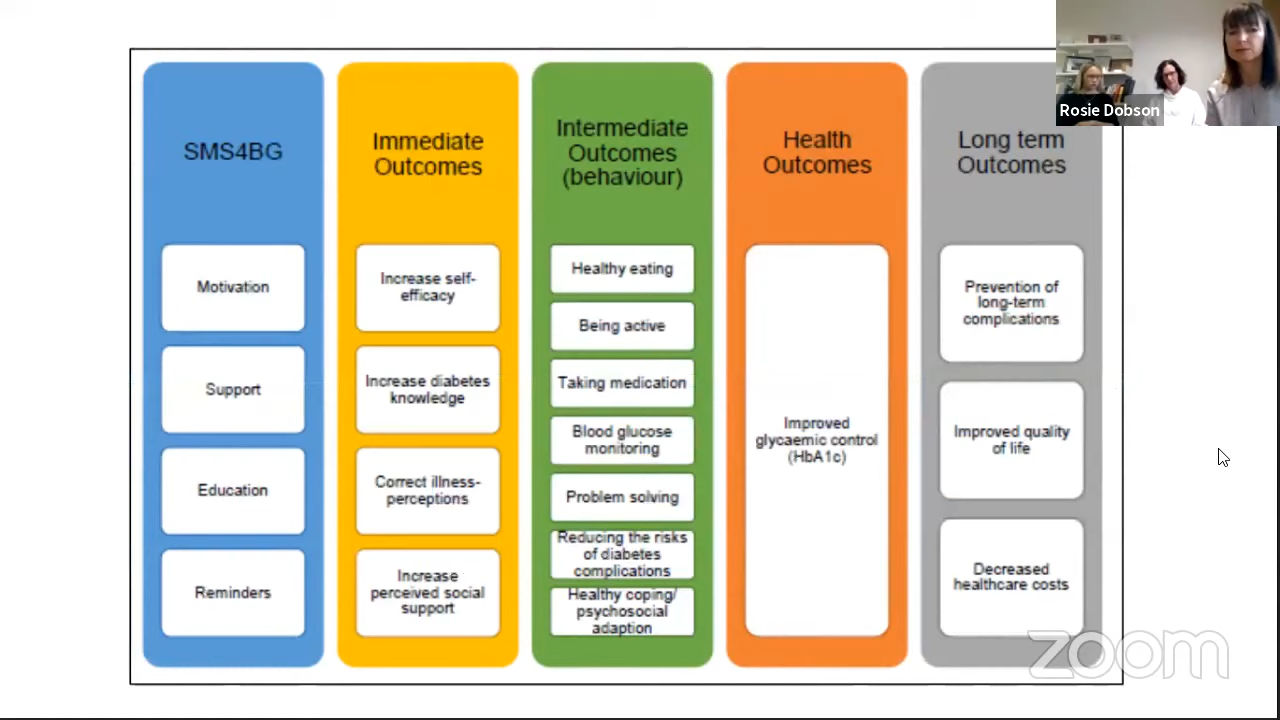 SMS4BG
Motivation
Support
Education
Reminders
Immediate
Outcomes
Increase self-
efficacy
Increase diabetes
knowledge
Correct illness-
perceptions
Increase
perceived social
support
Intermediate
Outcomes
(behaviour)
Healthy eating
Being active
Taking medication
Blood glucose
monitoring
Problem solving
Reducing the risks
of diabetes
complications
Healthy coping/
psychosocial
adaption
Health
Outcomes
Improved
glycaemic control
(HbA1c)
Long term
Outcomes
Prevention of
long-term
complications
Improved quality
of life
Decreased
healthcare costs
Rosie Dobson
zoom